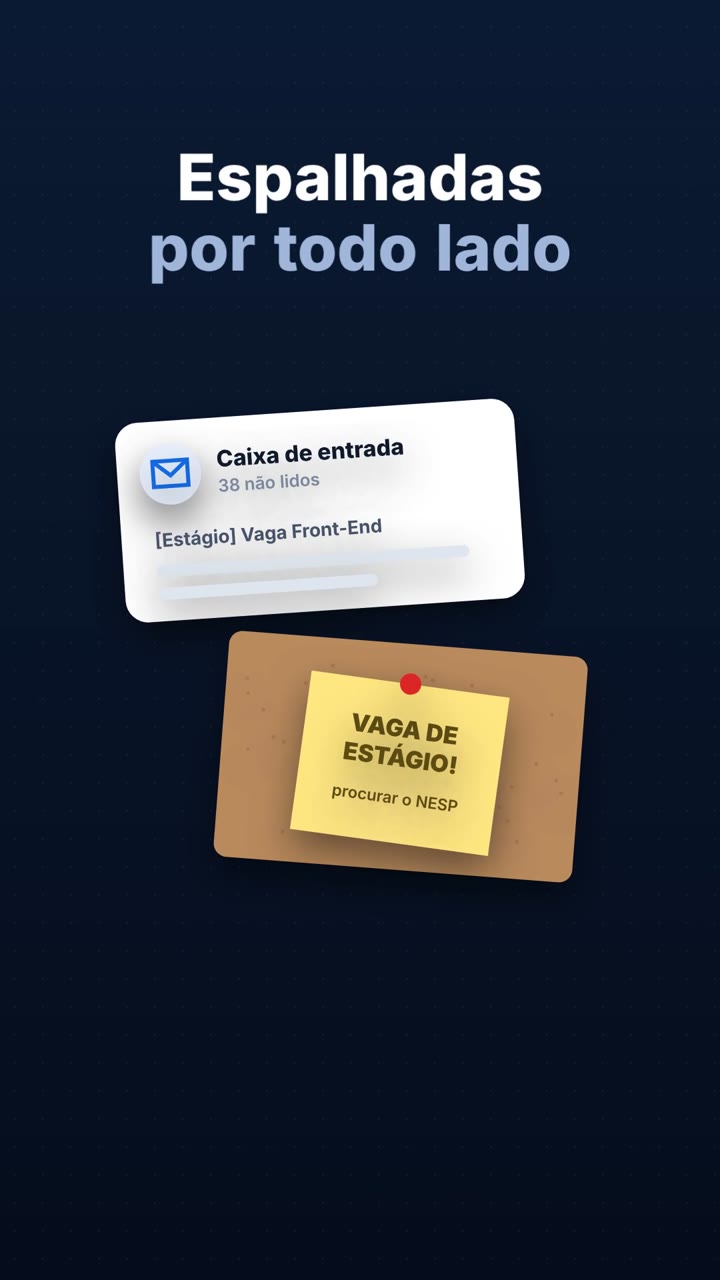 Espalhadas
por todo lado
Caixa de entrada
38 não lidos
[Estágio] Vaga Front-End
VAGA DE
ESTÁGIO!
procurar o NESP